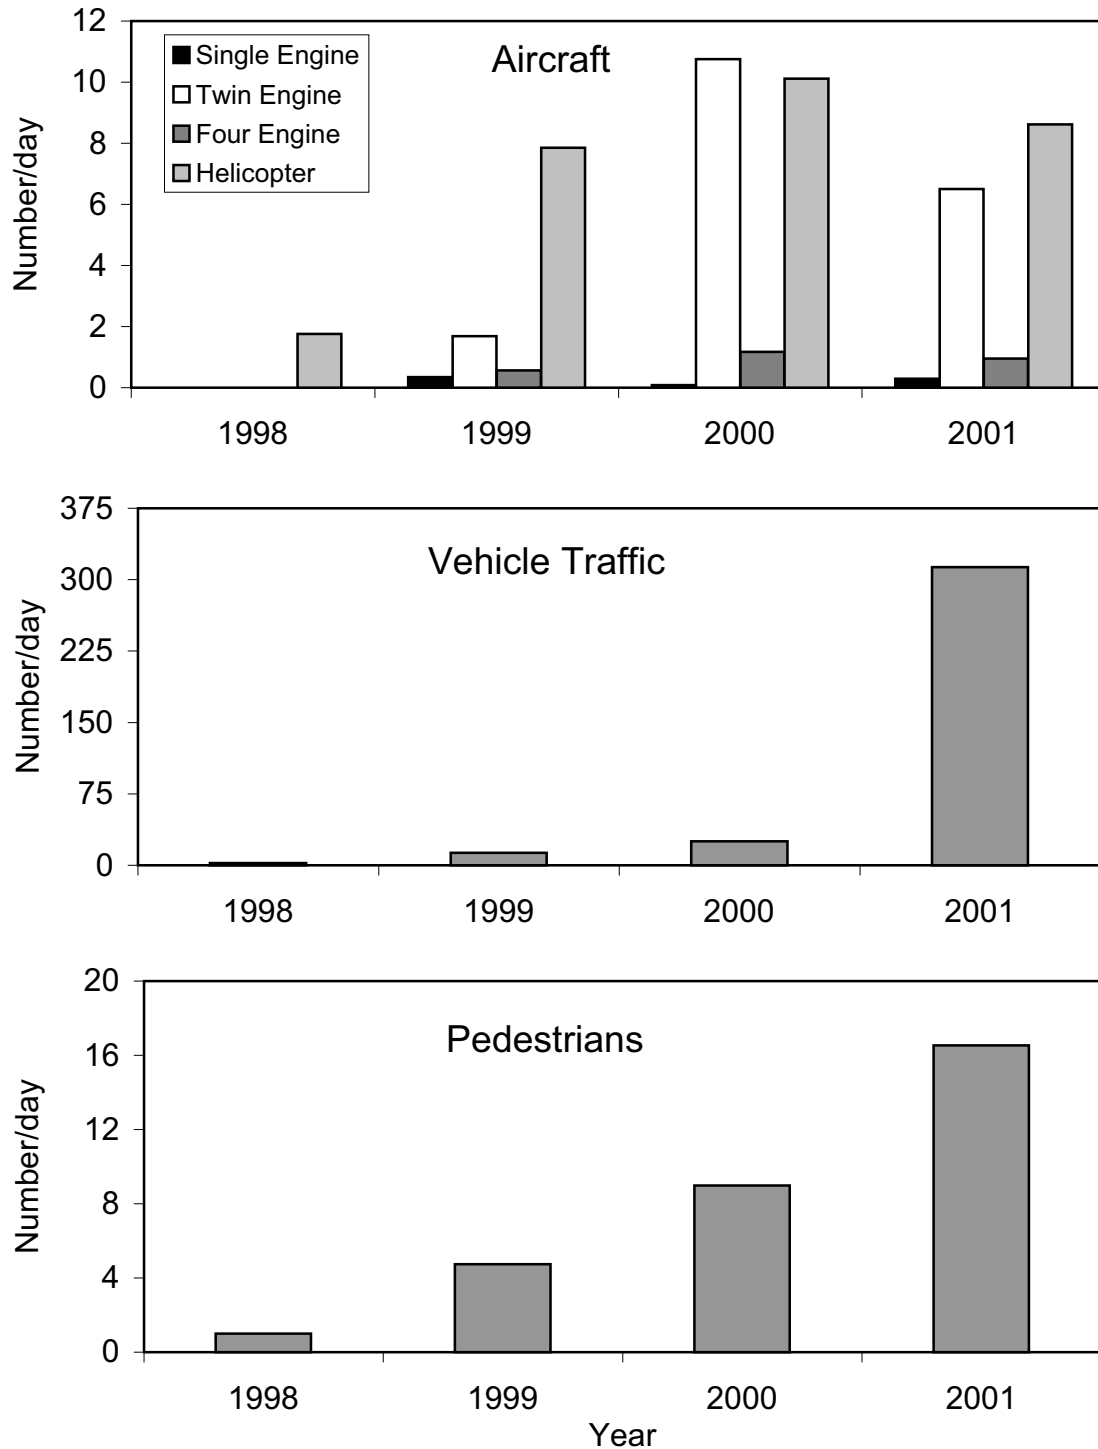 Aircraft
Single Engine
Twin Engine
Four Engine
Helicopter
Number/day
12
10
8
6
4
2
0
1998 1999 2000 2001
Vehicle Traffic
Number/day
375
300
225
150
75
0
1998 1999 2000 2001
Pedestrians
Number/day
20
16
12
8
4
0
1998 1999 2000 2001
Year